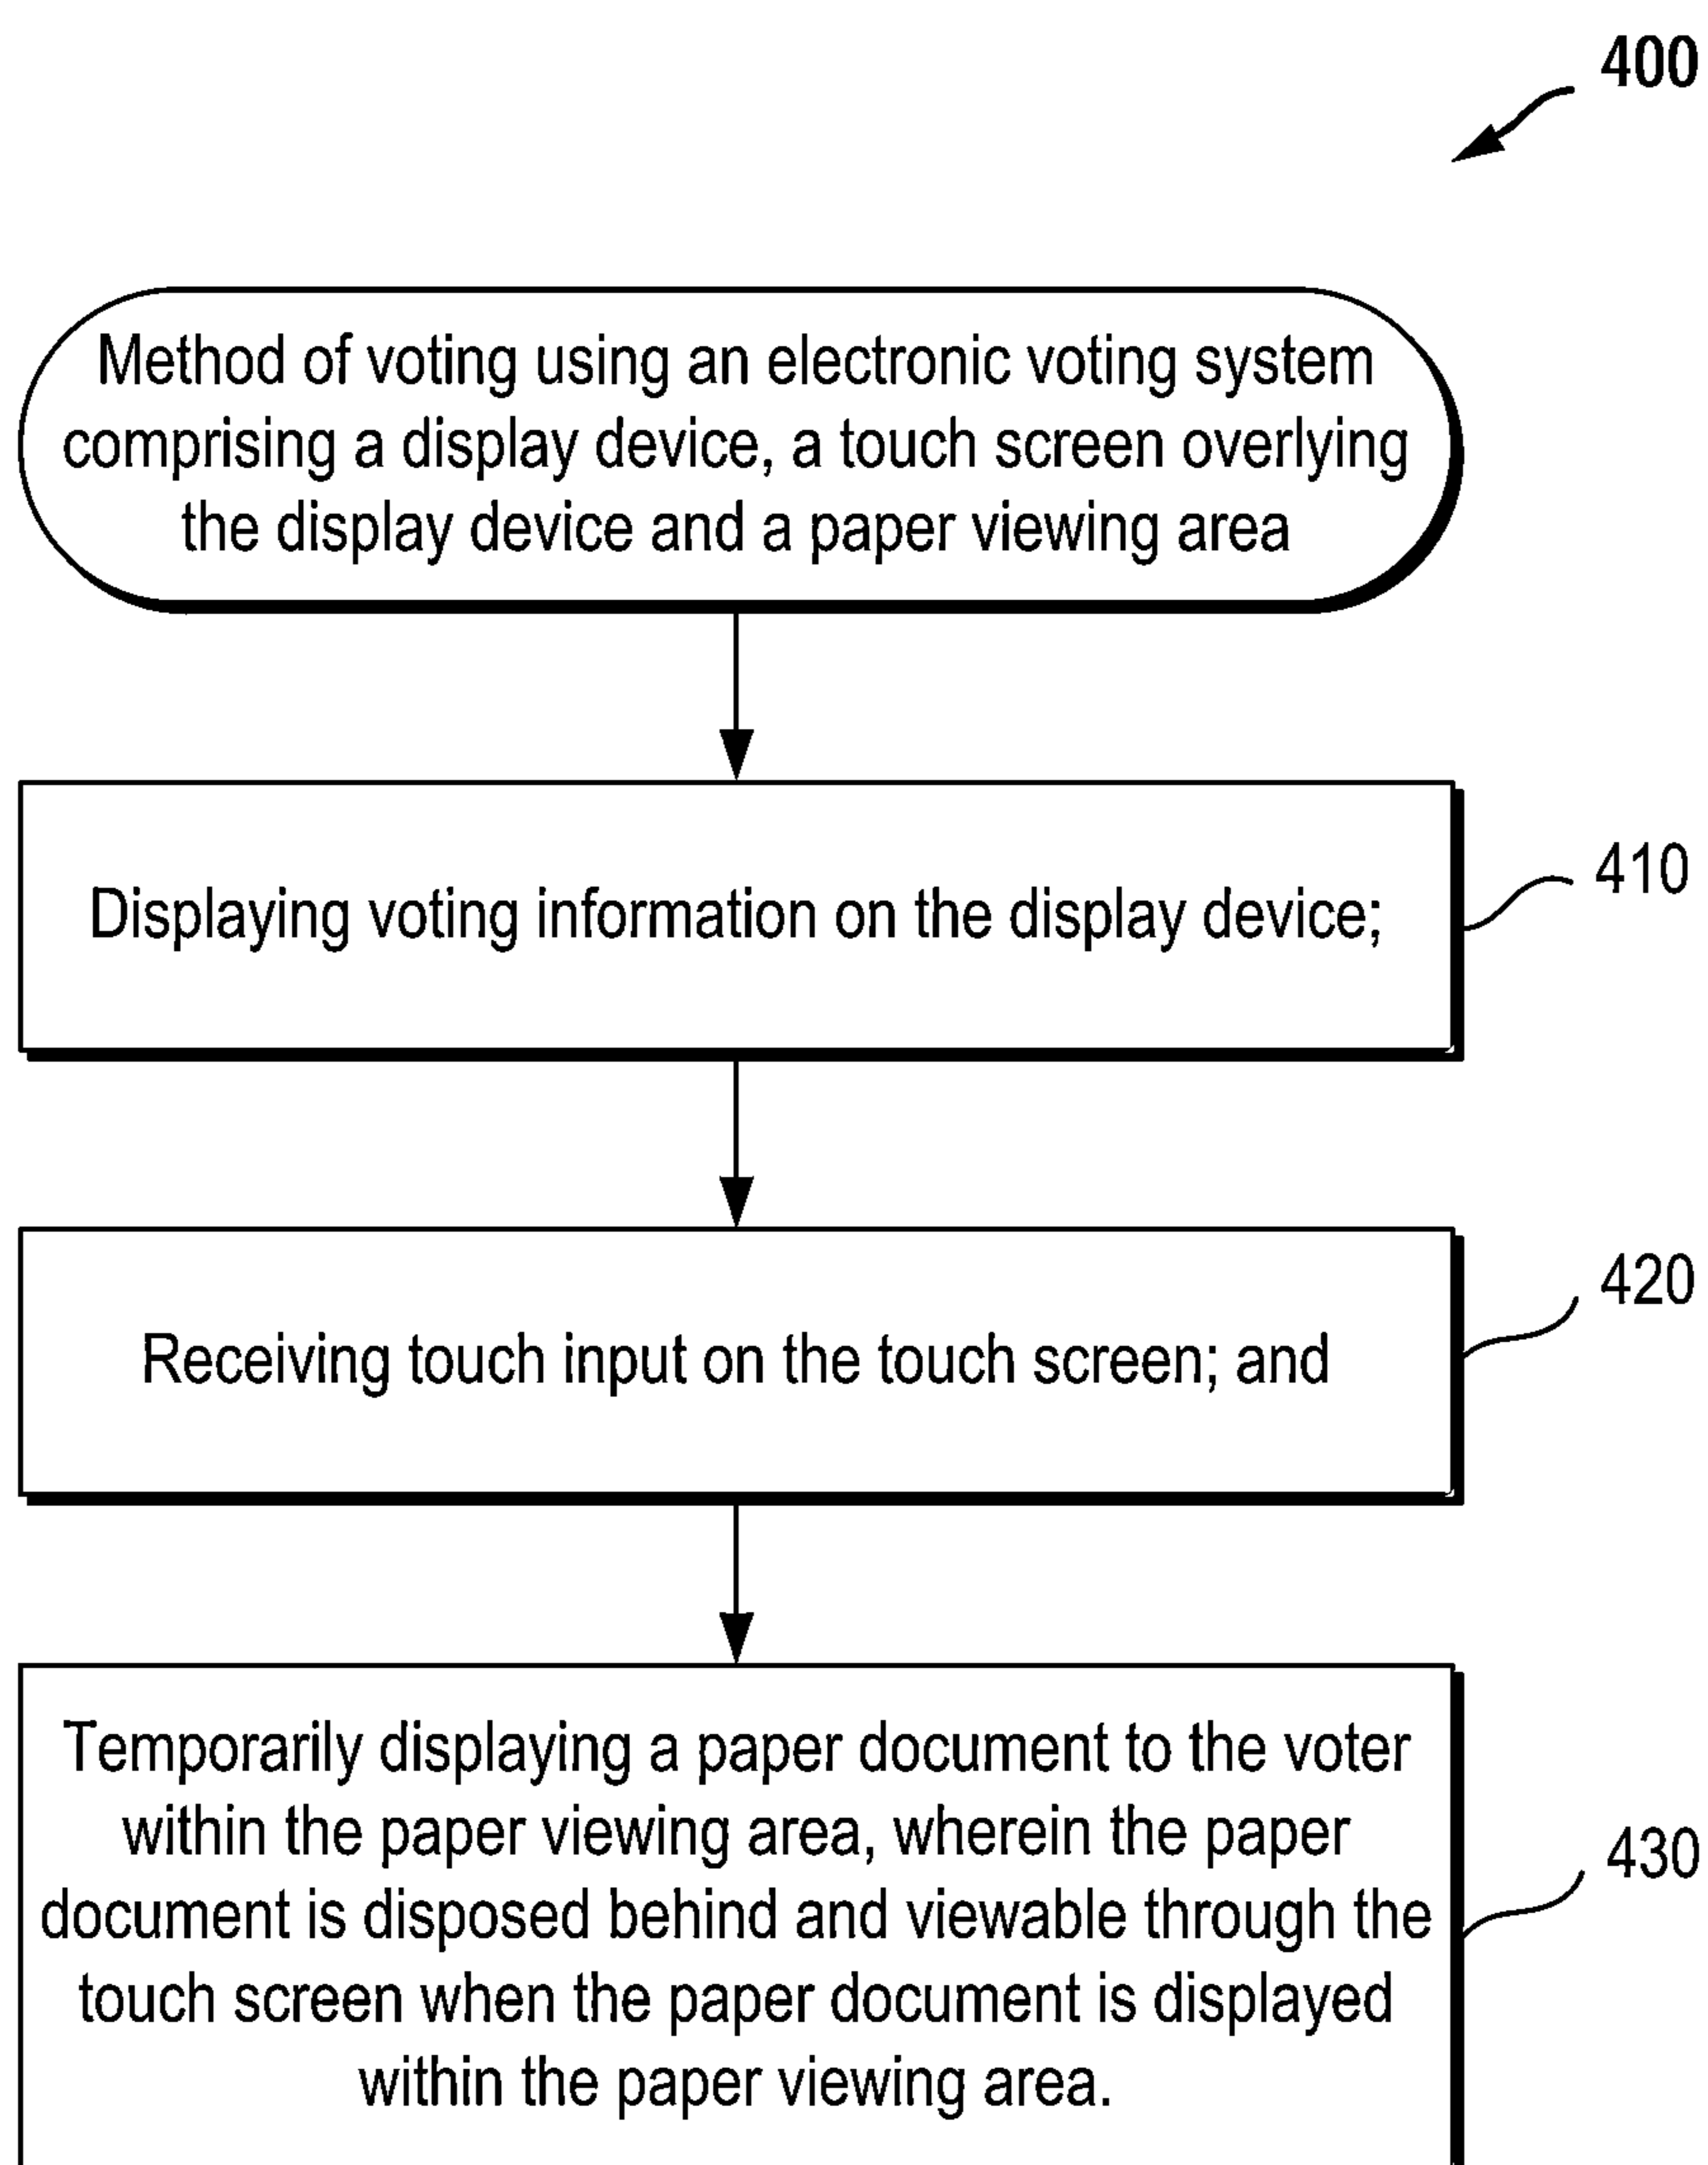 400
Method of voting using an electronic voting system
comprising a display device, a touch screen overlying
the display device and a paper viewing area
Displaying voting information on the display device;
410
Receiving touch input on the touch screen; and
420
Temporarily displaying a paper document to the voter
within the paper viewing area, wherein the paper
document is disposed behind and viewable through the
touch screen when the paper document is displayed
within the paper viewing area.
430